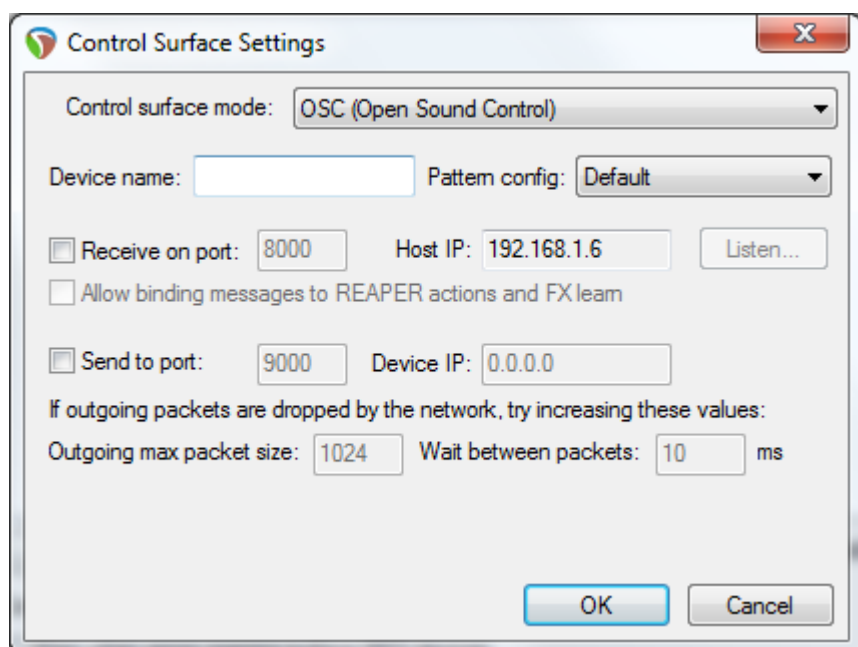 Control Surface Settings
Control surface mode: OSC (Open Sound Control)
Device name: Pattern config: Default
Receive on port: 8000 Host IP: 192.168.1.6 Listen...
Allow binding messages to REAPER actions and FX learn
Send to port: 9000 Device IP: 0.0.0.0
If outgoing packets are dropped by the network, try increasing these values:
Outgoing max packet size: 1024 Wait between packets: 10 ms
OK Cancel